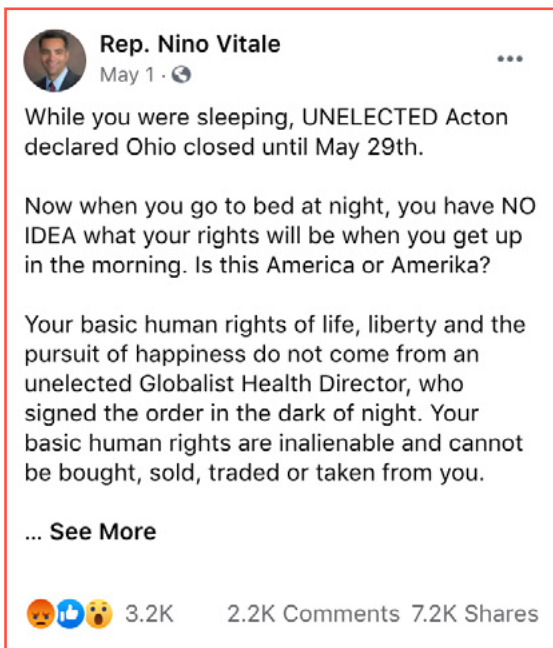 Rep. Nino Vitale
May 1 ·
While you were sleeping, UNELECTED Acton
declared Ohio closed until May 29th.
Now when you go to bed at night, you have NO
IDEA what your rights will be when you get up
in the morning. Is this America or Amerika?
Your basic human rights of life, liberty and the
pursuit of happiness do not come from an
unelected Globalist Health Director, who
signed the order in the dark of night. Your
basic human rights are inalienable and cannot
be bought, sold, traded or taken from you.
... See More
3.2K 2.2K Comments 7.2K Shares